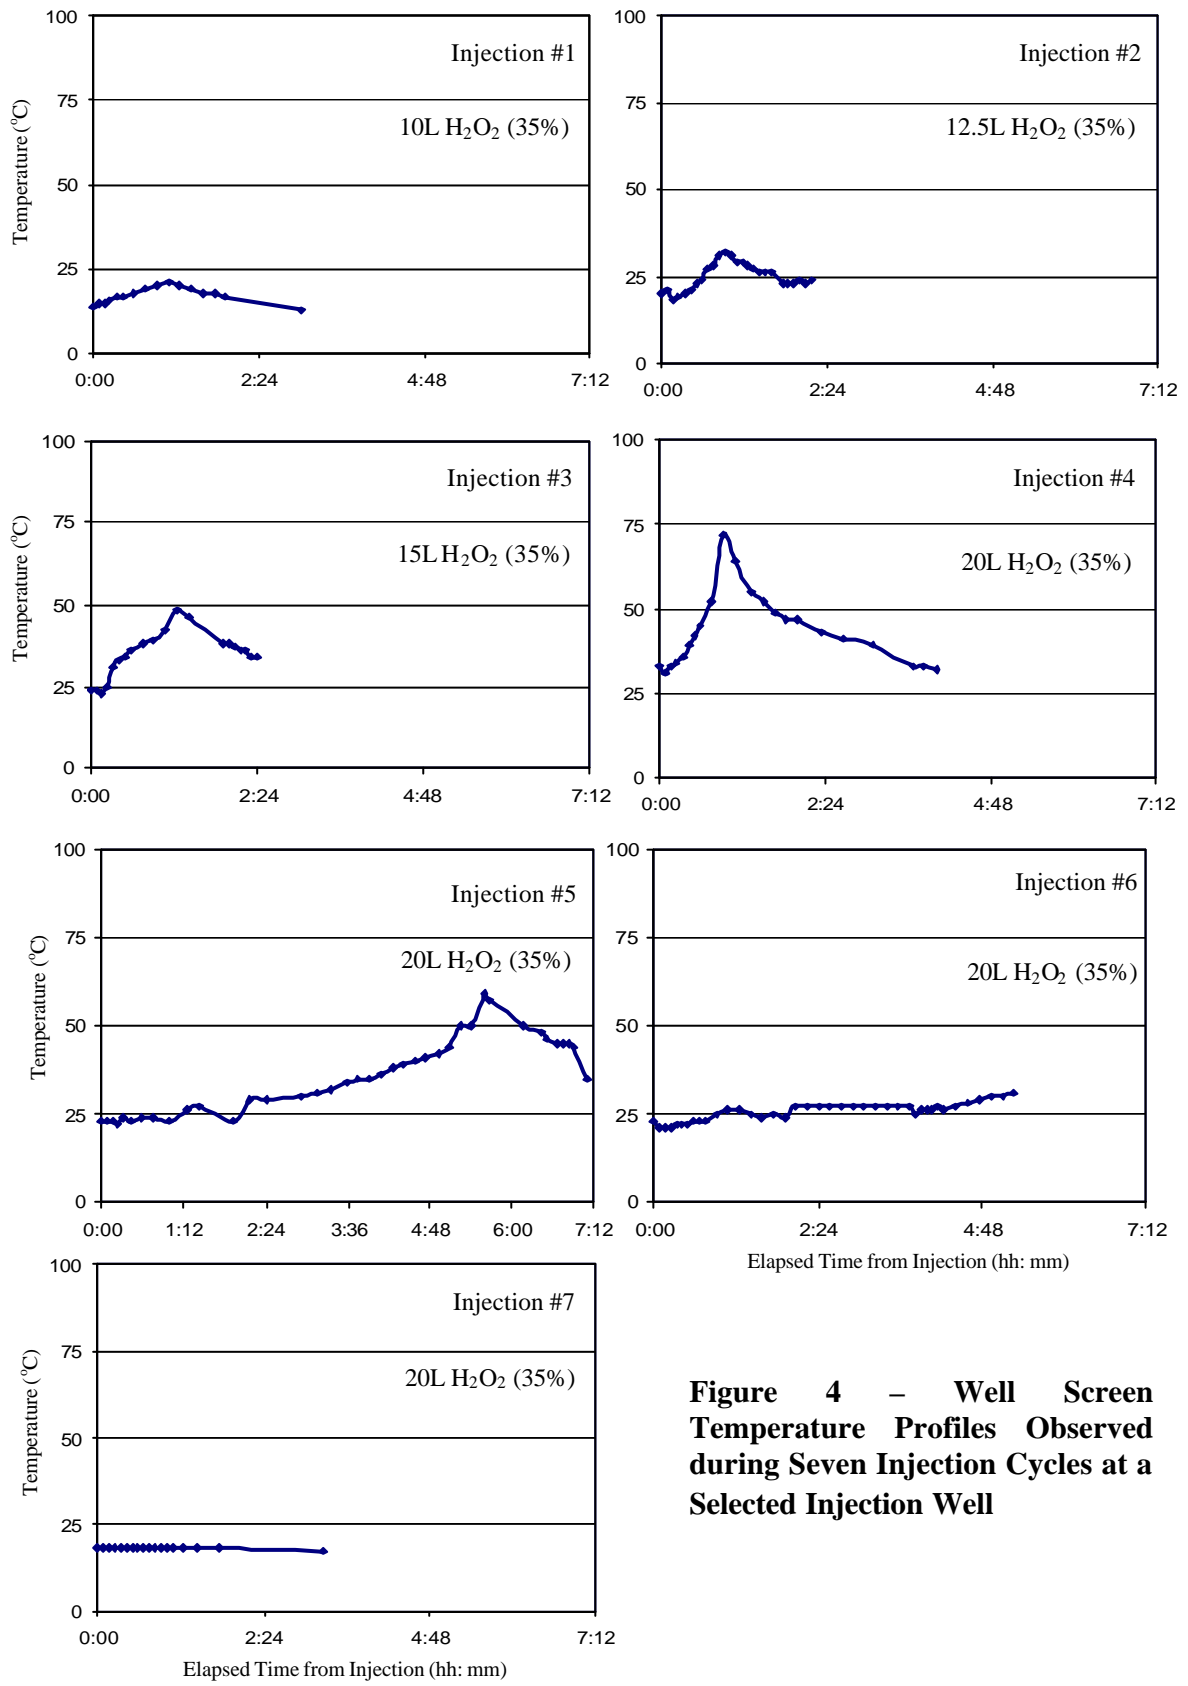 100
75
50
25
0
Temperature (°C)
Injection #1
10L H₂O₂ (35%)
0:00 2:24 4:48 7:12
100
75
50
25
0
Injection #2
12.5L H₂O₂ (35%)
0:00 2:24 4:48 7:12
100
75
50
25
0
Temperature (°C)
Injection #3
15L H₂O₂ (35%)
0:00 2:24 4:48 7:12
100
75
50
25
0
Injection #4
20L H₂O₂ (35%)
0:00 2:24 4:48 7:12
100
75
50
25
0
Temperature (°C)
Injection #5
20L H₂O₂ (35%)
0:00 1:12 2:24 3:36 4:48 6:00 7:12
100
75
50
25
0
Injection #6
20L H₂O₂ (35%)
0:00 2:24 4:48 7:12
Elapsed Time from Injection (hh: mm)
100
75
50
25
0
Temperature (°C)
Injection #7
20L H₂O₂ (35%)
0:00 2:24 4:48 7:12
Elapsed Time from Injection (hh: mm)
Figure 4 – Well Screen
Temperature Profiles Observed
during Seven Injection Cycles at a
Selected Injection Well